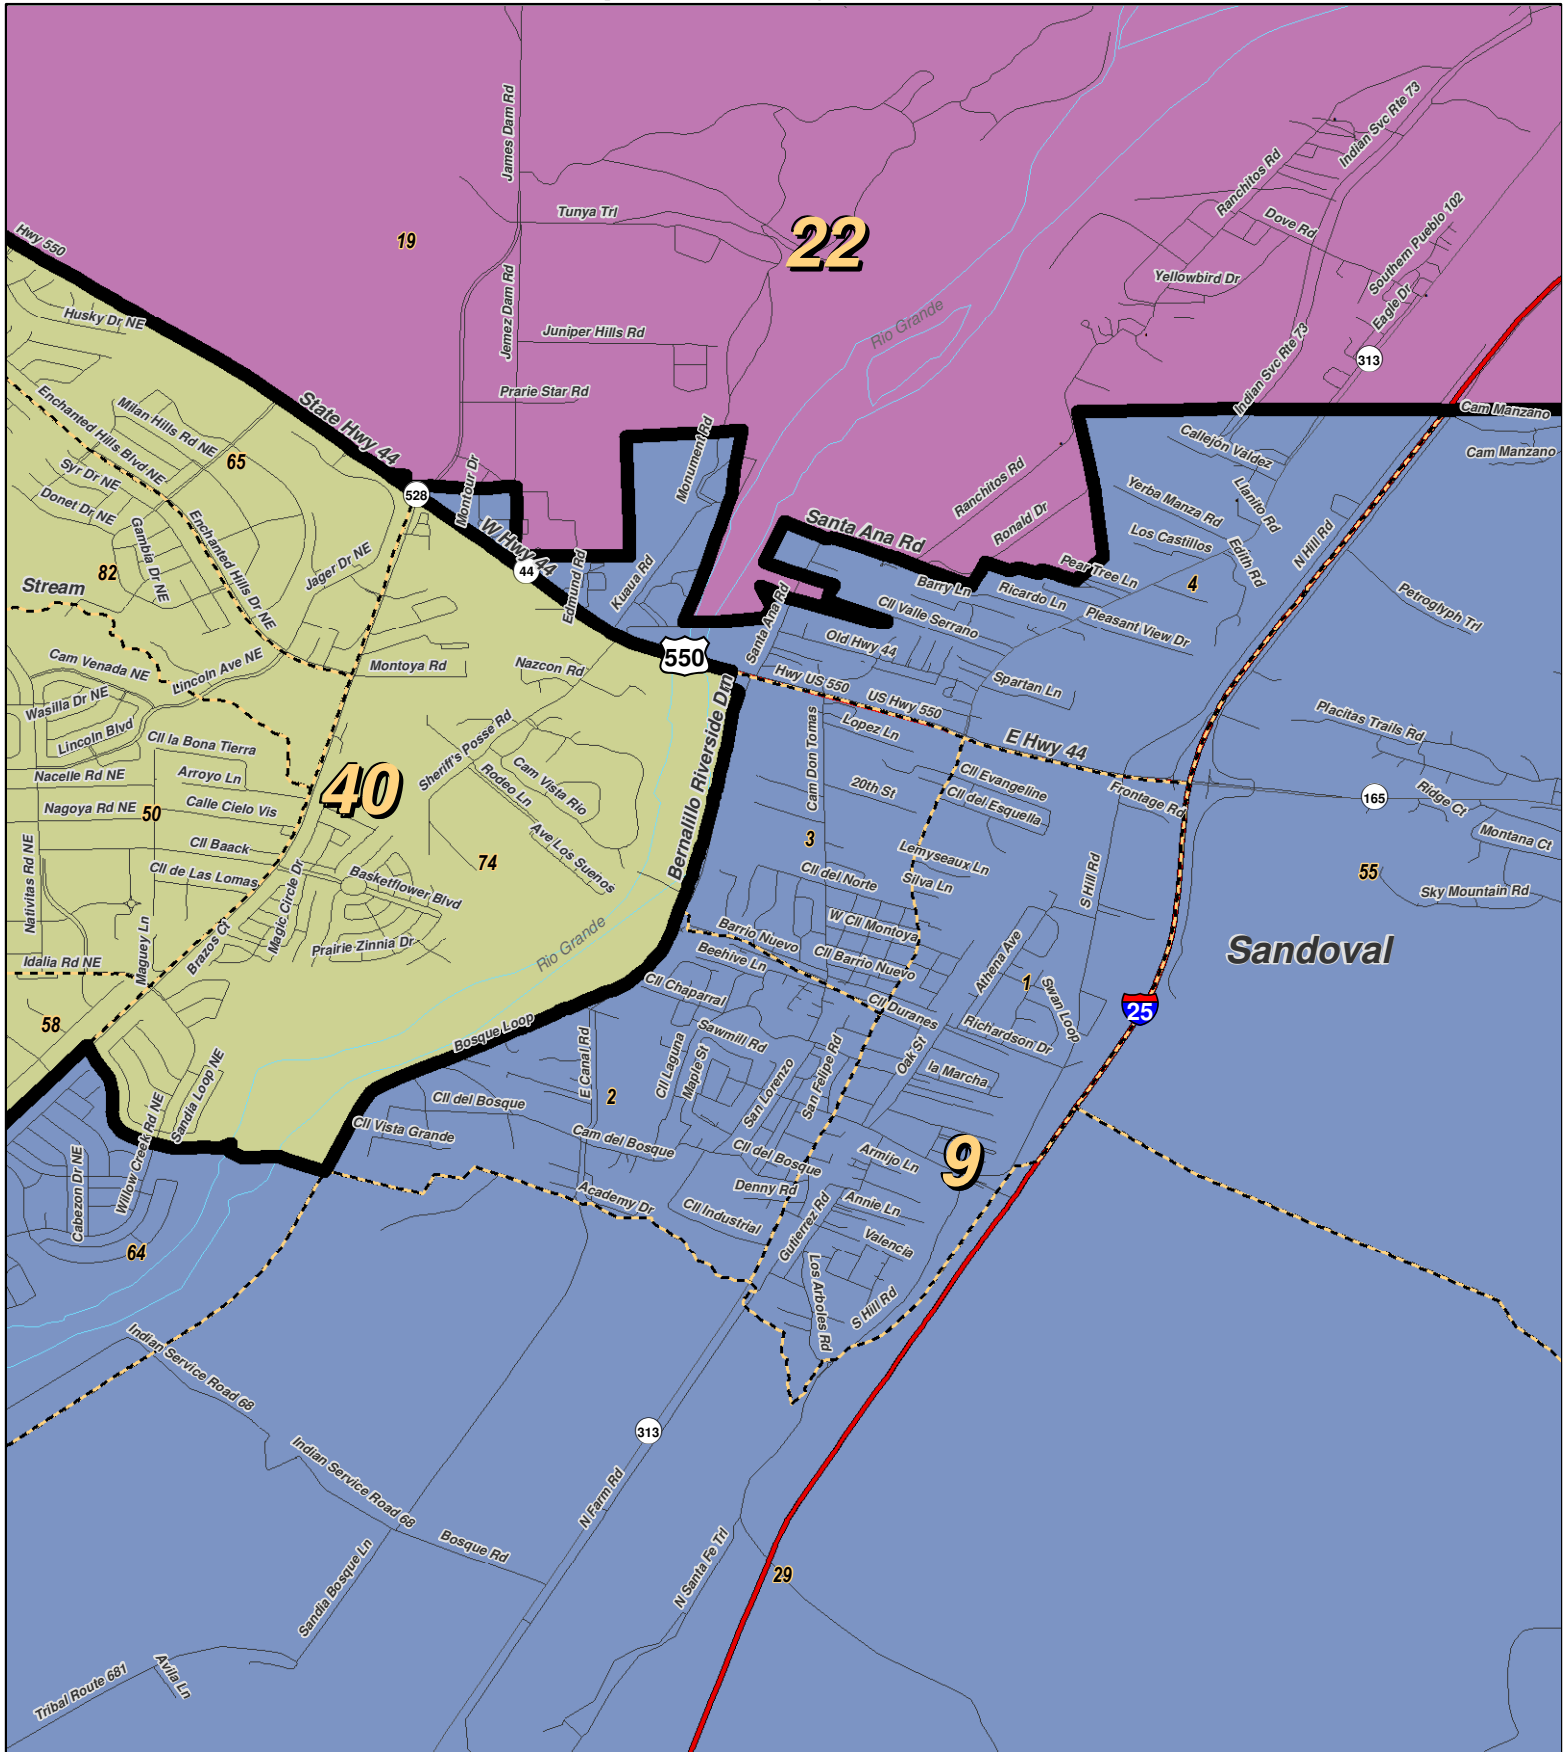 James Dam Rd
Indian Svc Rte 73
Ranchitos Rd
Tunya Trl
Dove Rd
Southern Pueblo 102
Hwy 550
19
22
Yellowbird Dr
Eagle Dr
Jemez Dam Rd
Husky Dr NE
Juniper Hills Rd
Rio Grande
Indian Svc Rte 73
313
Prarie Star Rd
Enchanted Hills Blvd NE
Milan Hills Rd NE
State Hwy 44
Cam Manzano
Callejón Valdez
Cam Manzano
65
Syr Dr NE
Montour Dr
Monument Rd
Ranchitos Rd
Llanito Rd
Yerba Manza Rd
528
Donet Dr NE
Gambia Dr NE
Enchanted Hills Dr NE
W Hwy 44
Santa Ana Rd
Ronald Dr
Los Castillos
N Hill Rd
Edith Rd
44
82
Jager Dr NE
Edmund Rd
Kuaua Rd
Pear Tree Ln
4
Stream
Barry Ln
Ricardo Ln
Petroglyph Trl
Cll Valle Serrano
Pleasant View Dr
Santa Ana Rd
Old Hwy 44
Cam Venada NE
Lincoln Ave NE
Montoya Rd
Nazcon Rd
550
Hwy US 550
Spartan Ln
Wasilla Dr NE
US Hwy 550
Lincoln Blvd
Cll la Bona Tierra
Sheriff's Posse Rd
Bernalillo Riverside Drn
Cam Don Tomas
Lopez Ln
E Hwy 44
Placitas Trails Rd
Nacelle Rd NE
Arroyo Ln
40
Rodeo Ln
Cam Vista Rio
20th St
Cll Evangeline
Cll del Esquella
Frontage Rd
165
Ridge Ct
Nagoya Rd NE
50
Calle Cielo Vis
Montana Ct
Nativitas Rd NE
Cll Baack
Ave Los Suenos
3
Lemyseaux Ln
Cll de Las Lomas
74
Cll del Norte
Silva Ln
S Hill Rd
55
Magic Circle Dr
Basketflower Blvd
Sky Mountain Rd
Maguey Ln
Brazos Ct
Prairie Zinnia Dr
Rio Grande
Barrio Nuevo
W Cll Montoya
Sandoval
Idalia Rd NE
Beehive Ln
Cll Barrio Nuevo
Athena Ave
1
Swan Loop
Cll Chaparral
Cll Duranes
25
58
Bosque Loop
Sawmill Rd
Richardson Dr
Sandia Loop NE
E Canal Rd
Cll Laguna
Maple St
San Lorenzo
San Felipe Rd
Oak St
la Marcha
2
Cll del Bosque
Willow Creek Rd NE
Cll Vista Grande
Cam del Bosque
Cll del Bosque
Armijo Ln
9
Cabezon Dr NE
Academy Dr
Denny Rd
Annie Ln
Cll Industrial
Gutierrez Rd
Valencia
64
Los Arboles Rd
S Hill Rd
Indian Service Road 68
313
Indian Service Road 68
N Farm Rd
Bosque Rd
Sandia Bosque Ln
N Santa Fe Trl
29
Tribal Route 681
Avila Ln